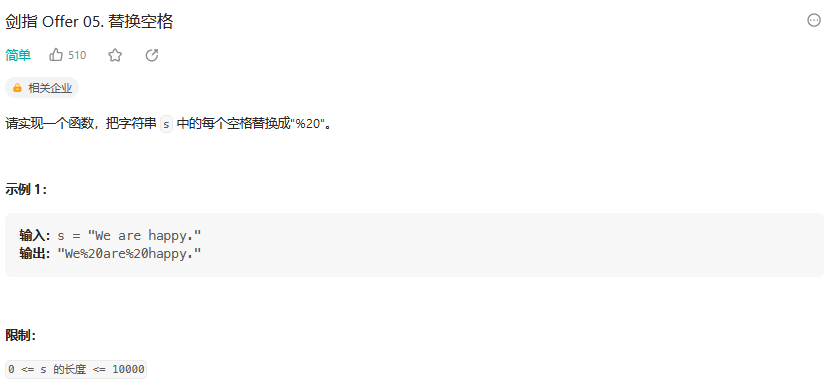 剑指 Offer 05. 替换空格
简单 510
相关企业
请实现一个函数，把字符串 s 中的每个空格替换成"%20"。
示例 1：
输入：s = "We are happy."
输出："We%20are%20happy."
限制：
0 <= s 的长度 <= 10000